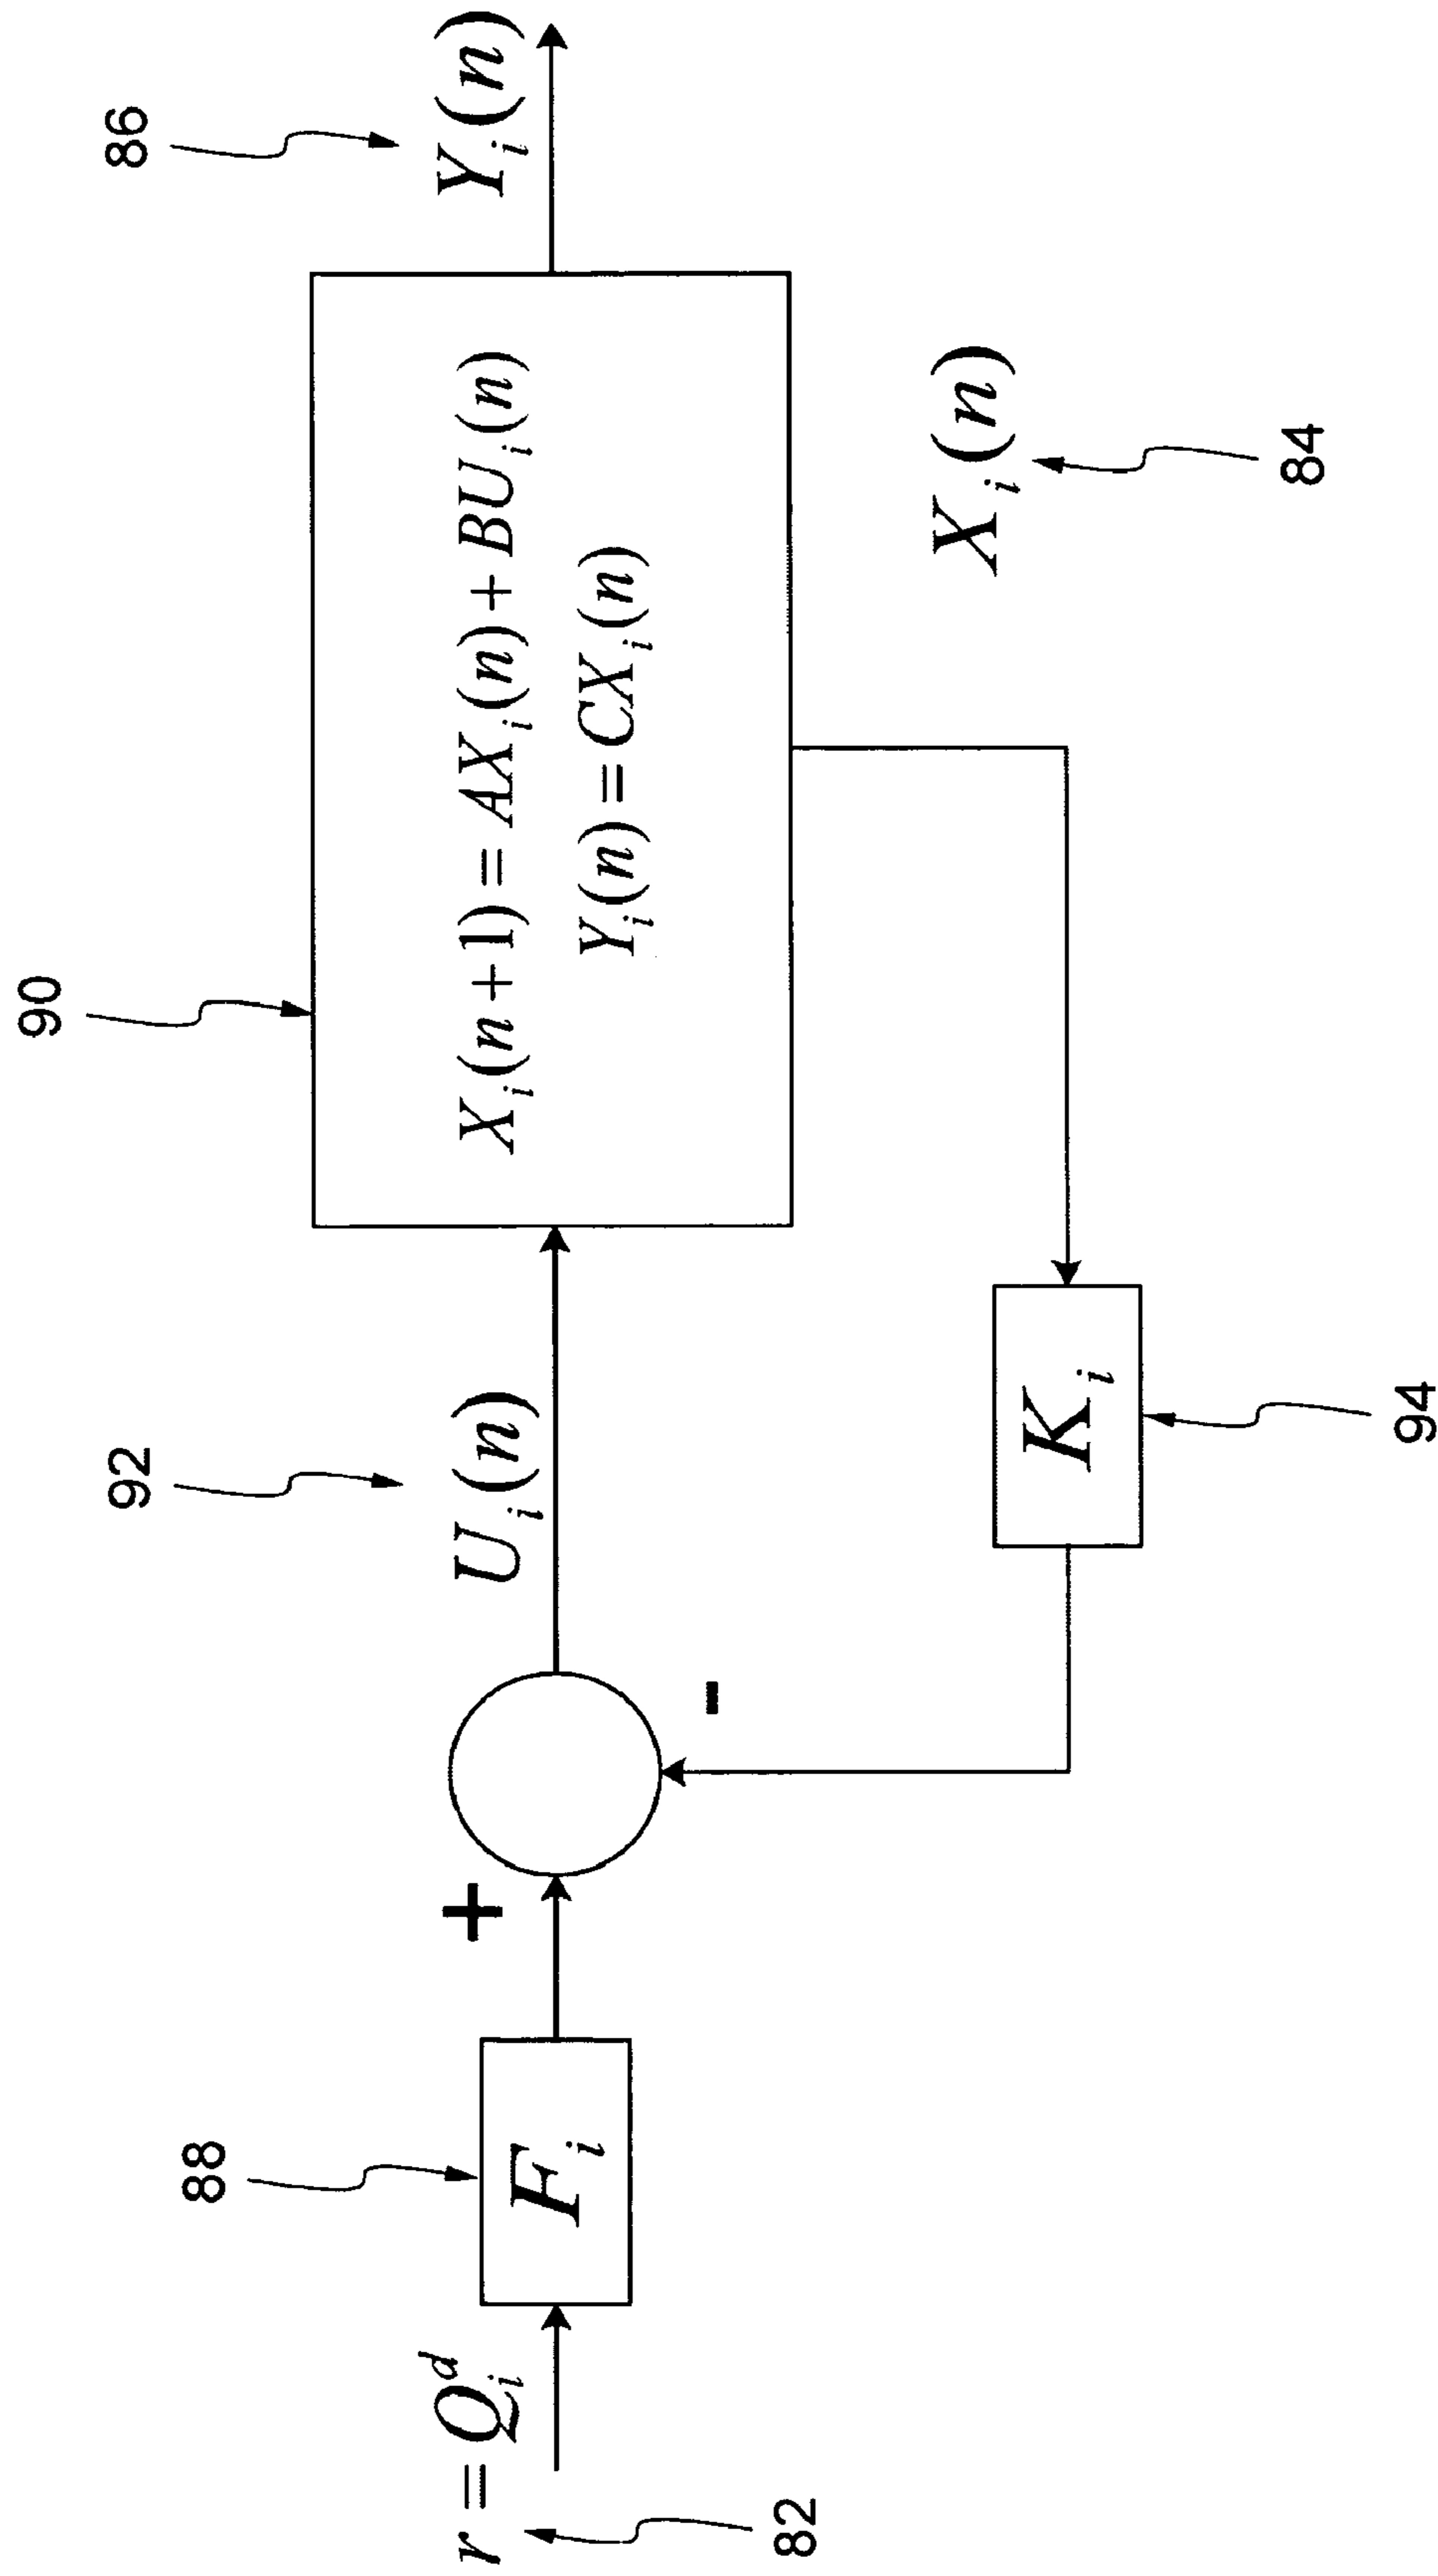 r = Q_i^d
82
88
F_i
+
-
92
U_i(n)
90
X_i(n+1) = AX_i(n) + BU_i(n)
Y_i(n) = CX_i(n)
86
Y_i(n)
X_i(n)
84
K_i
94